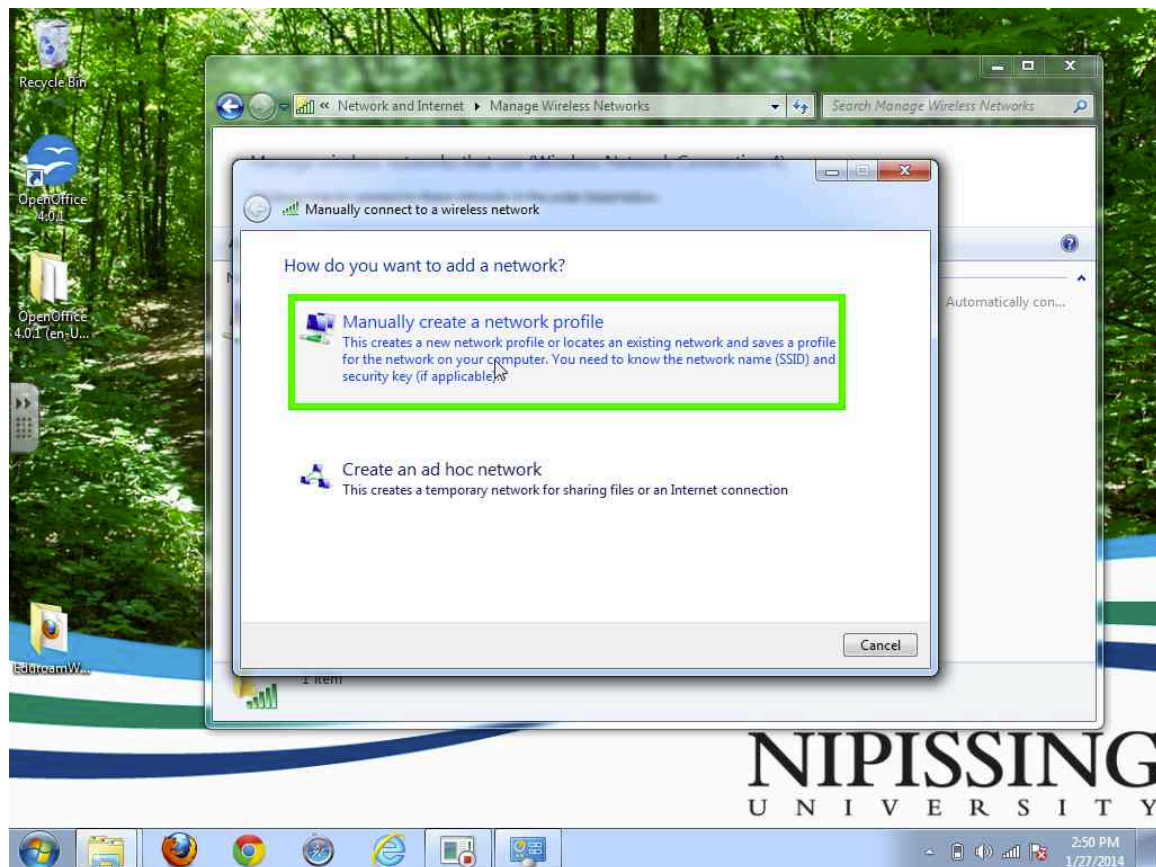 Recycle Bin
OpenOffice
4.0.1
OpenOffice
4.0.1 (en-U...
EduroamW...
« Network and Internet ▸ Manage Wireless Networks
Search Manage Wireless Networks
Manually connect to a wireless network
How do you want to add a network?
Manually create a network profile
This creates a new network profile or locates an existing network and saves a profile
for the network on your computer. You need to know the network name (SSID) and
security key (if applicable)
Create an ad hoc network
This creates a temporary network for sharing files or an Internet connection
Cancel
Automatically con...
1 item
NIPISSING
UNIVERSITY
2:50 PM
1/27/2014